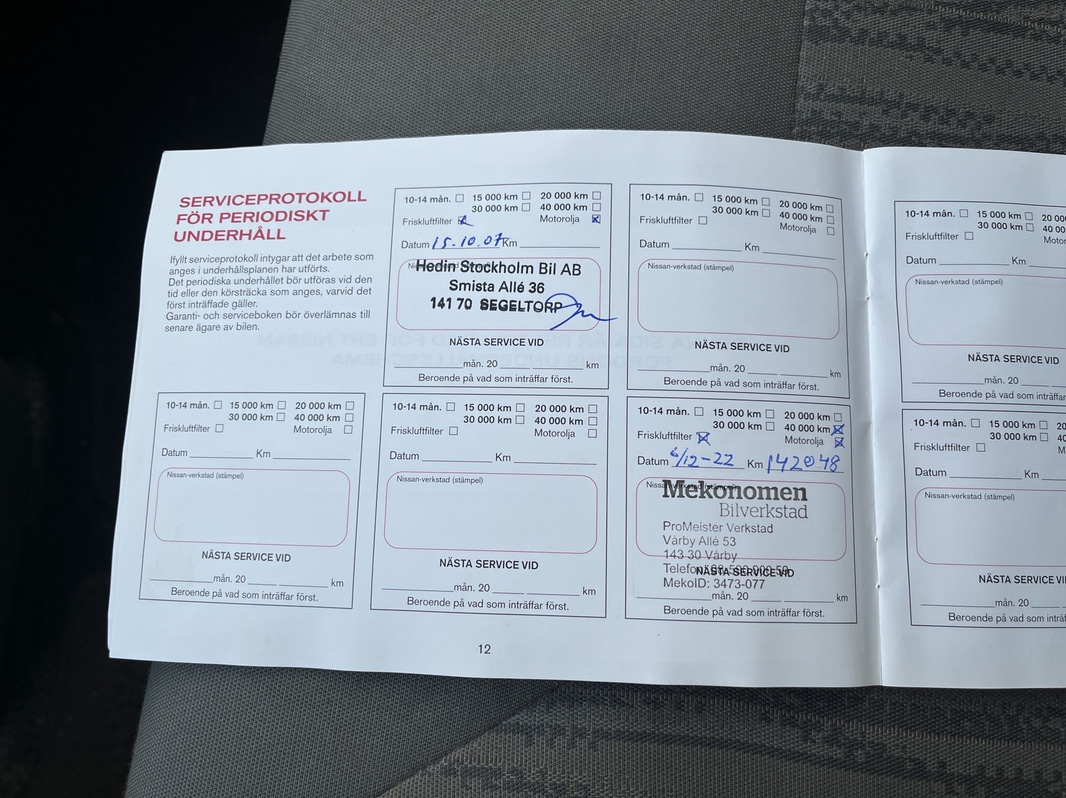 SERVICEPROTOKOLL
FÖR PERIODISKT
UNDERHÅLL
Ifyllt serviceprotokoll intygar att det arbete som
anges i underhållsplanen har utförts.
Det periodiska underhållet bör utföras vid den
tid eller den körsträcka som anges, varvid det
först inträffade gäller.
Garanti- och serviceboken bör överlämnas till
senare ägare av bilen.
10-14 mån. 15 000 km 20 000 km
30 000 km 40 000 km
Friskluftfilter Motorolja
Datum 15.10.07 Km
Hedin Stockholm Bil AB
Smista Allé 36
141 70 SEGELTORP
NÄSTA SERVICE VID
mån. 20 km
Beroende på vad som inträffar först.
10-14 mån. 15 000 km 20 000 km
30 000 km 40 000 km
Friskluftfilter Motorolja
Datum Km
Nissan-verkstad (stämpel)
NÄSTA SERVICE VID
mån. 20 km
Beroende på vad som inträffar först.
10-14 mån. 15 000 km 20 000 km
30 000 km 40 000 km
Friskluftfilter Motorolja
Datum Km
Nissan-verkstad (stämpel)
NÄSTA SERVICE VID
mån. 20 km
Beroende på vad som inträffar först.
10-14 mån. 15 000 km 20 000 km
30 000 km 40 000 km
Friskluftfilter Motorolja
Datum Km
Nissan-verkstad (stämpel)
NÄSTA SERVICE VID
mån. 20 km
Beroende på vad som inträffar först.
10-14 mån. 15 000 km 20 000 km
30 000 km 40 000 km
Friskluftfilter Motorolja
Datum 6/12-22 Km 142048
Mekonomen
Bilverkstad
ProMeister Verkstad
Vårby Allé 53
143 30 Vårby
NÄSTA SERVICE VID
MekoID: 3473-077
mån. 20 km
Beroende på vad som inträffar först.
12
10-14 mån. 15 000 km 20 00
30 000 km 40 00
Friskluftfilter Motor
Datum Km
Nissan-verkstad (stämpel)
NÄSTA SERVICE VID
mån. 20
Beroende på vad som inträffar
10-14 mån. 15 000 km 20
30 000 km 40
Friskluftfilter M
Datum Km
Nissan-verkstad (stämpel)
NÄSTA SERVICE VI
mån. 20
Beroende på vad som inträf